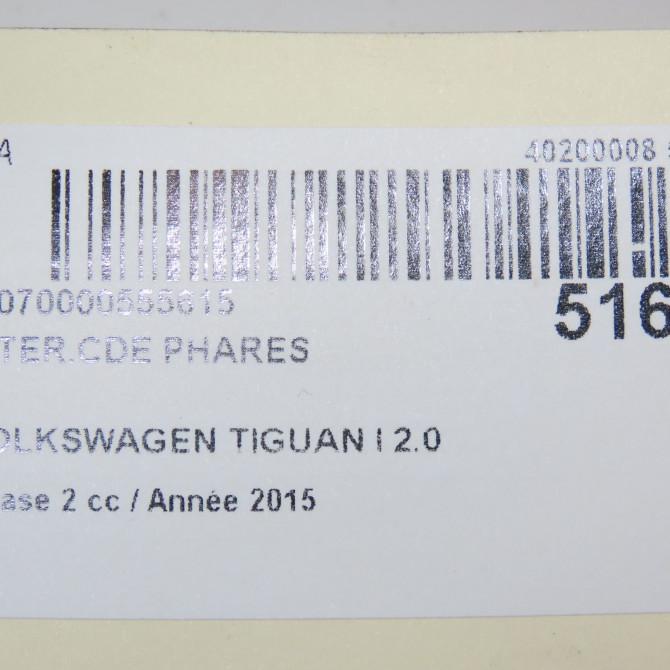 A 40200008
070000555615
516
TER.CDE PHARES
OLKSWAGEN TIGUAN I 2.0
ase 2 cc / Année 2015